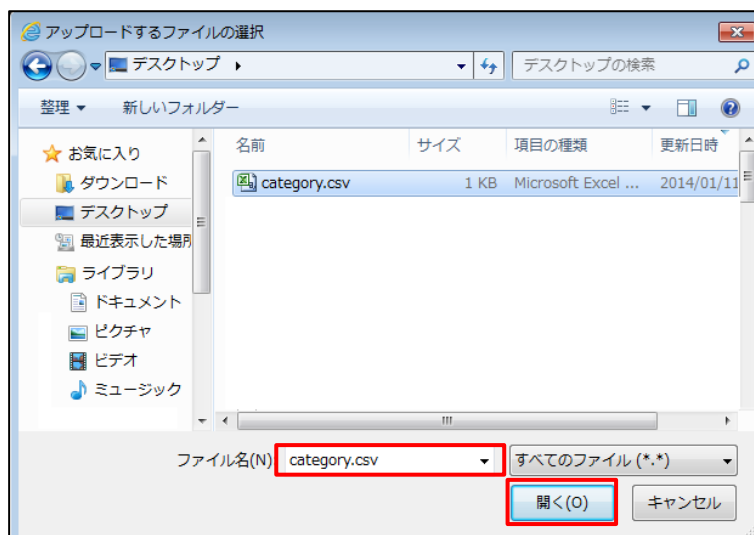 アップロードするファイルの選択
デスクトップ
デスクトップの検索
整理 新しいフォルダー
お気に入り
ダウンロード
デスクトップ
最近表示した場所
ライブラリ
ドキュメント
ピクチャ
ビデオ
ミュージック
名前 サイズ 項目の種類 更新日時
category.csv 1 KB Microsoft Excel ... 2014/01/11
ファイル名(N) category.csv すべてのファイル (*.*)
開く(O) キャンセル